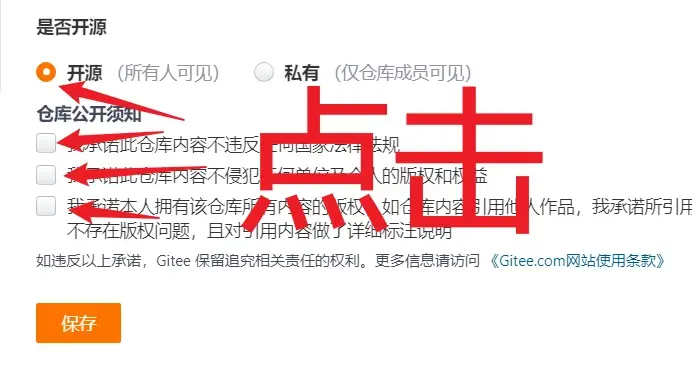 是否开源
开源 (所有人可见) 私有 (仅仓库成员可见)
仓库公开须知
我承诺此仓库内容不违反任何国家法律法规
我承诺此仓库内容不侵犯任何单位及个人的版权和权益
我承诺本人拥有该仓库所有内容的版权，如仓库内容引用他人作品，我承诺所引用
不存在版权问题，且对引用内容做了详细标注说明
如违反以上承诺，Gitee 保留追究相关责任的权利。更多信息请访问 《Gitee.com网站使用条款》
保存
点击